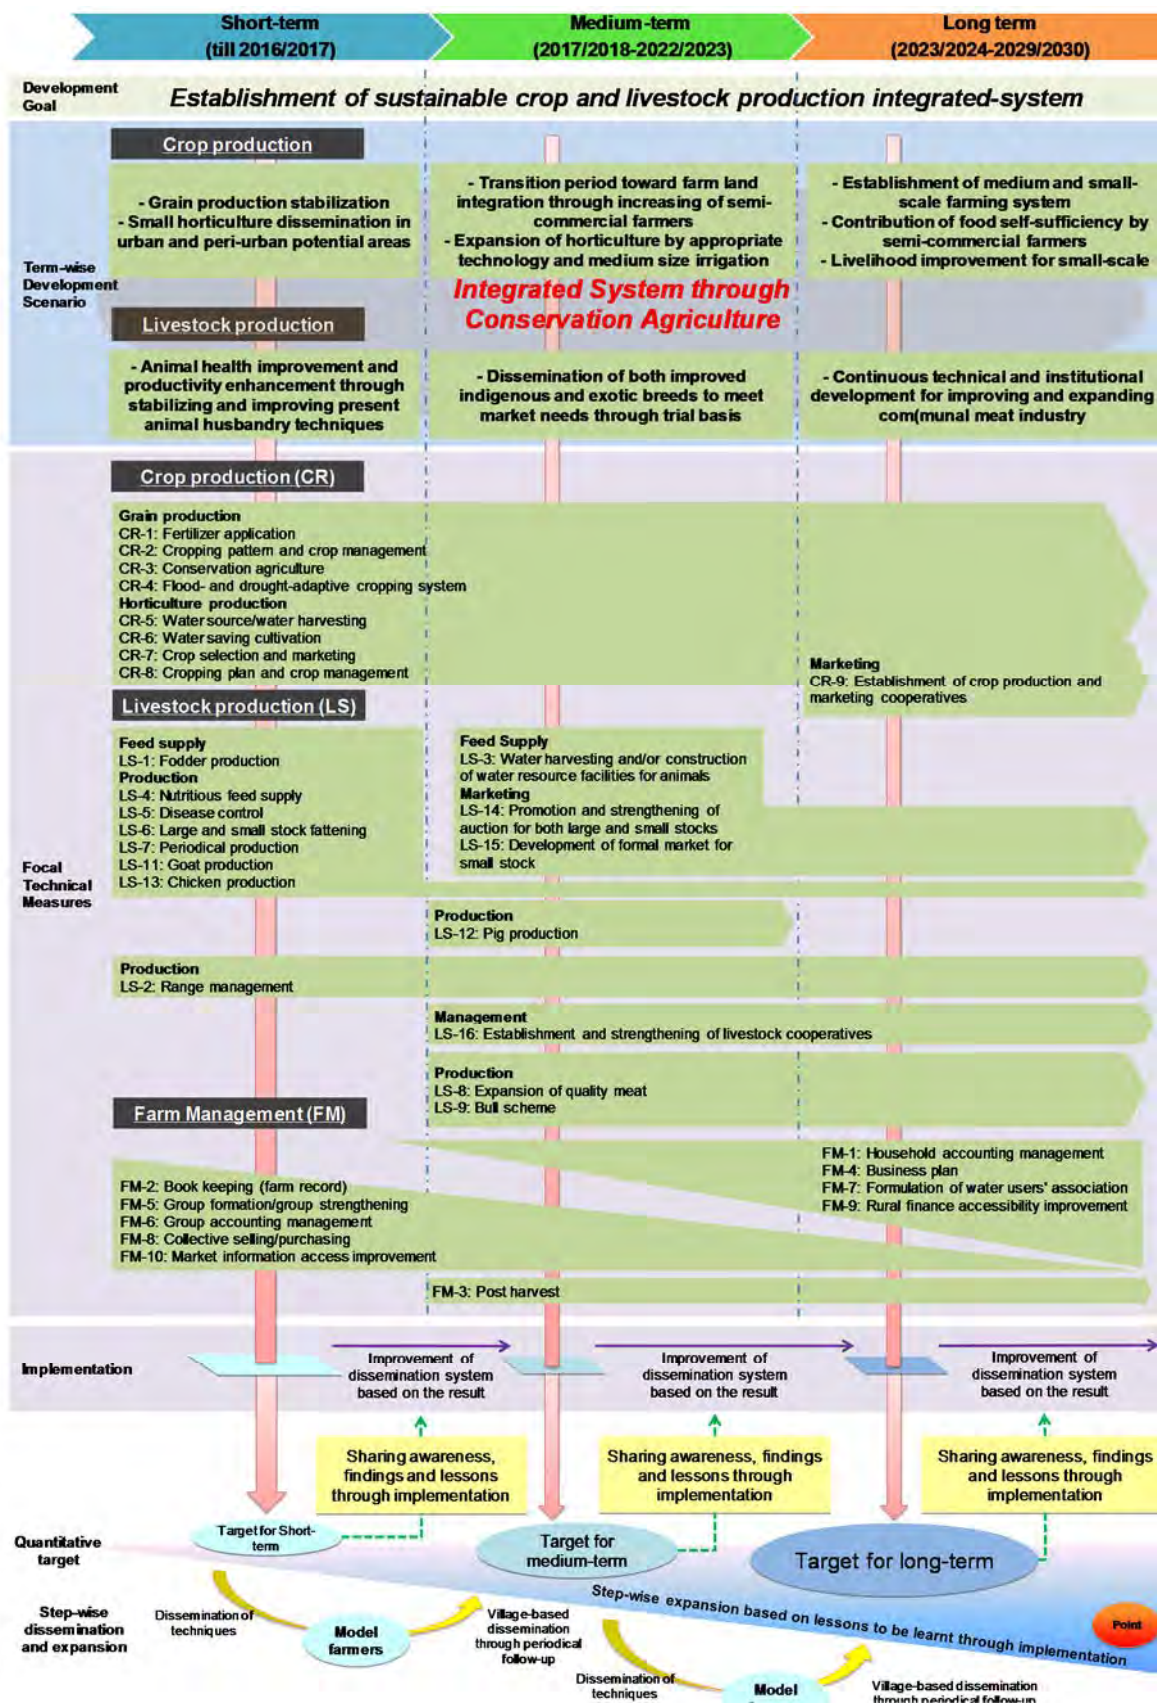 Short-term
(till 2016/2017)
Medium-term
(2017/2018-2022/2023)
Long term
(2023/2024-2029/2030)
Development
Goal
Establishment of sustainable crop and livestock production integrated-system
Term-wise
Development
Scenario
Crop production
- Grain production stabilization
- Small horticulture dissemination in
urban and peri-urban potential areas
- Transition period toward farm land
integration through increasing of semi-
commercial farmers
- Expansion of horticulture by appropriate
technology and medium size irrigation
- Establishment of medium and small-
scale farming system
- Contribution of food self-sufficiency by
semi-commercial farmers
- Livelihood improvement for small-scale
Integrated System through
Conservation Agriculture
Livestock production
- Animal health improvement and
productivity enhancement through
stabilizing and improving present
animal husbandry techniques
- Dissemination of both improved
indigenous and exotic breeds to meet
market needs through trial basis
- Continuous technical and institutional
development for improving and expanding
com(munal meat industry
Focal
Technical
Measures
Crop production (CR)
Grain production
CR-1: Fertilizer application
CR-2: Cropping pattern and crop management
CR-3: Conservation agriculture
CR-4: Flood- and drought-adaptive cropping system
Horticulture production
CR-5: Water source/water harvesting
CR-6: Water saving cultivation
CR-7: Crop selection and marketing
CR-8: Cropping plan and crop management
Marketing
CR-9: Establishment of crop production and
marketing cooperatives
Livestock production (LS)
Feed supply
LS-1: Fodder production
Production
LS-4: Nutritious feed supply
LS-5: Disease control
LS-6: Large and small stock fattening
LS-7: Periodical production
LS-11: Goat production
LS-13: Chicken production
Feed Supply
LS-3: Water harvesting and/or construction
of water resource facilities for animals
Marketing
LS-14: Promotion and strengthening of
auction for both large and small stocks
LS-15: Development of formal market for
small stock
Production
LS-12: Pig production
Production
LS-2: Range management
Management
LS-16: Establishment and strengthening of livestock cooperatives
Production
LS-8: Expansion of quality meat
LS-9: Bull scheme
Farm Management (FM)
FM-1: Household accounting management
FM-4: Business plan
FM-7: Formulation of water users' association
FM-9: Rural finance accessibility improvement
FM-2: Book keeping (farm record)
FM-5: Group formation/group strengthening
FM-6: Group accounting management
FM-8: Collective selling/purchasing
FM-10: Market information access improvement
FM-3: Post harvest
Implementation
Improvement of
dissemination system
based on the result
Improvement of
dissemination system
based on the result
Improvement of
dissemination system
based on the result
Sharing awareness,
findings and lessons
through implementation
Sharing awareness, findings
and lessons through
implementation
Sharing awareness, findings
and lessons through
implementation
Quantitative
target
Target for Short-
term
Target for
medium-term
Target for long-term
Step-wise expansion based on lessons to be learnt through implementation
Point
Step-wise
dissemination
and expansion
Dissemination of
techniques
Model
farmers
Village-based
dissemination
through periodical
follow-up
Dissemination of
techniques
Model
Village-based dissemination
through periodical follow-up